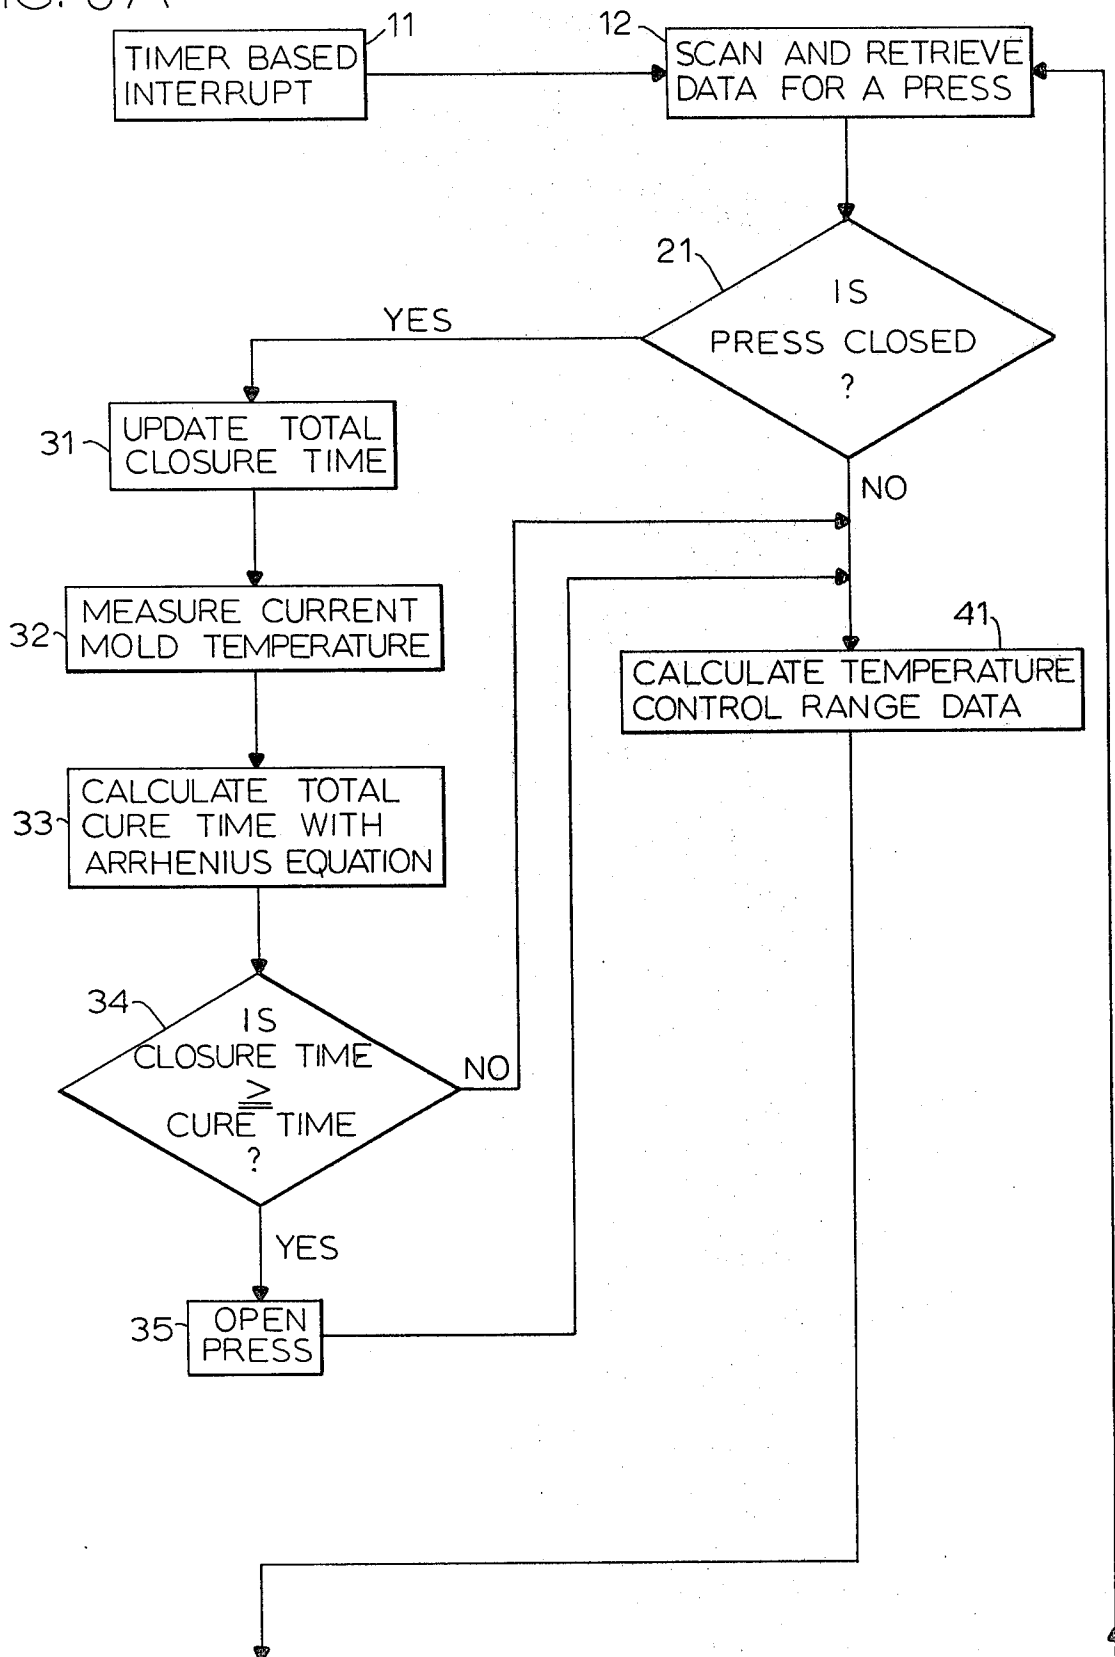 11
TIMER BASED
INTERRUPT
12
SCAN AND RETRIEVE
DATA FOR A PRESS
21
IS
PRESS CLOSED
?
YES
NO
31
UPDATE TOTAL
CLOSURE TIME
32
MEASURE CURRENT
MOLD TEMPERATURE
41
CALCULATE TEMPERATURE
CONTROL RANGE DATA
33
CALCULATE TOTAL
CURE TIME WITH
ARRHENIUS EQUATION
34
IS
CLOSURE TIME
≧
CURE TIME
?
NO
YES
35
OPEN
PRESS